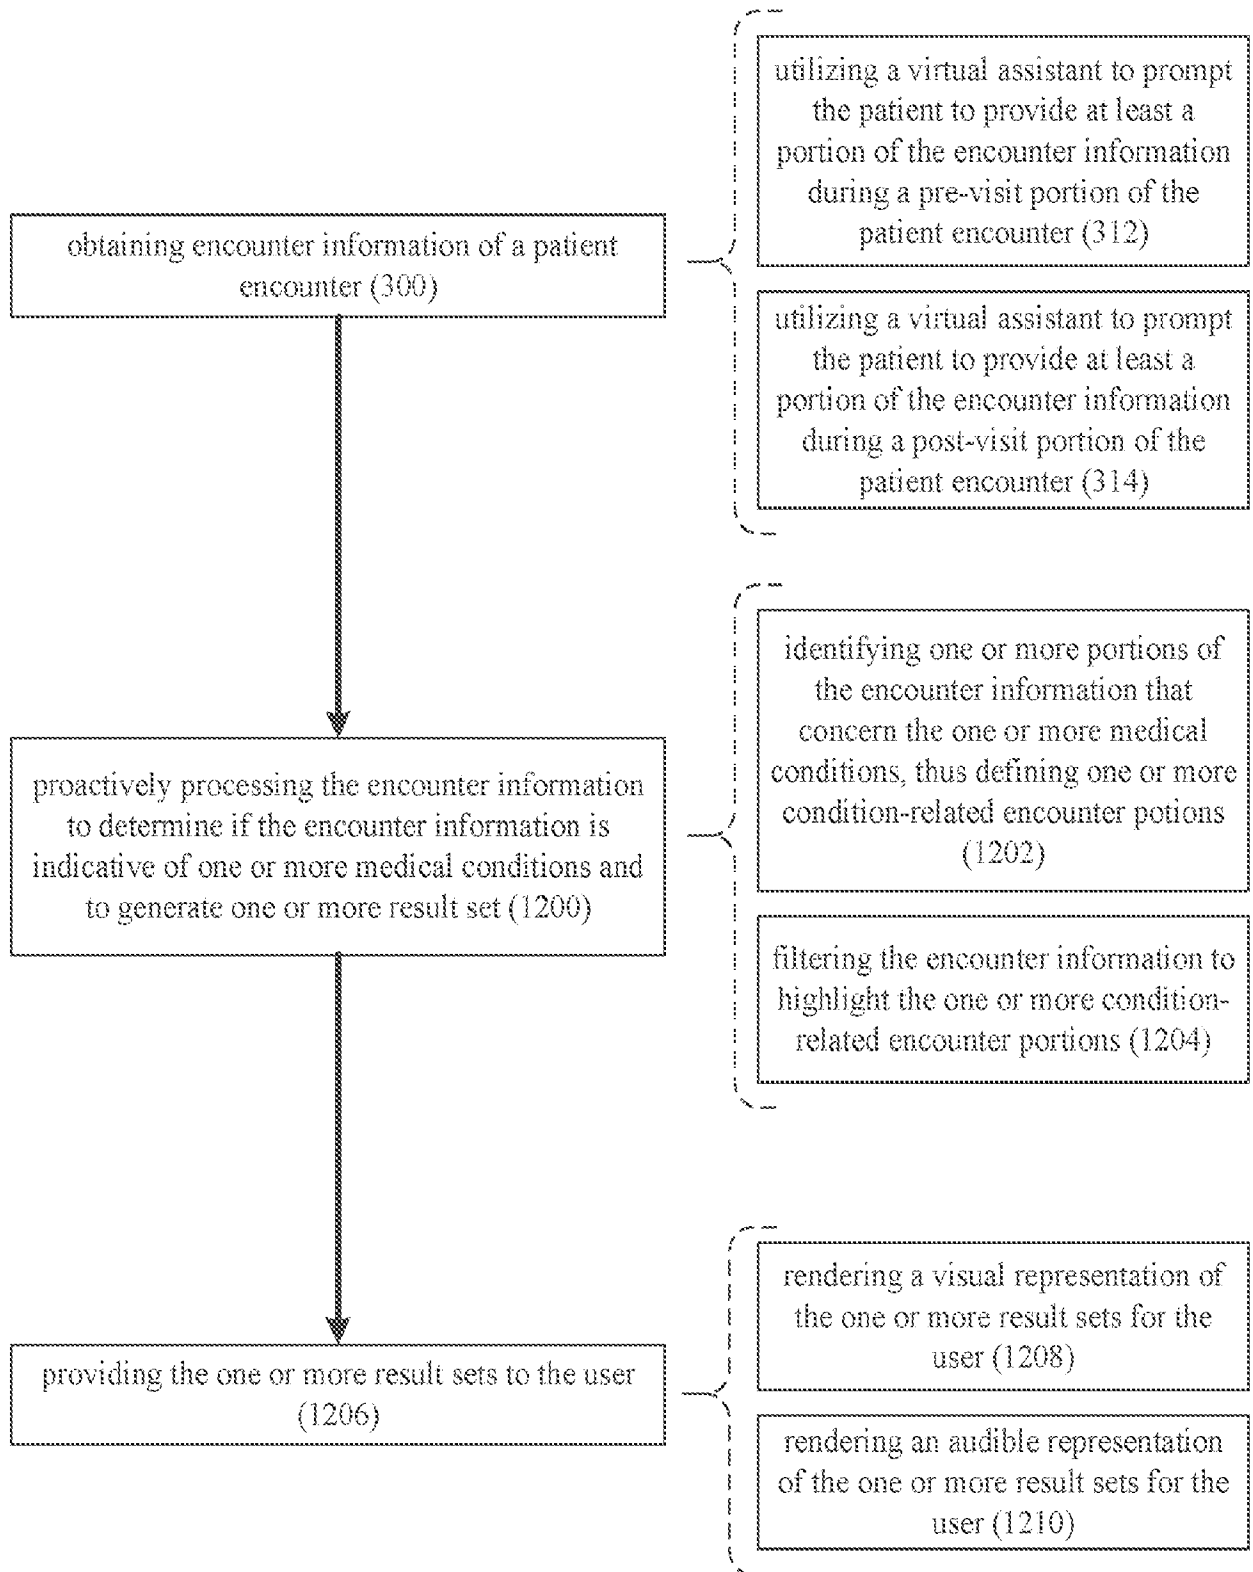 obtaining encounter information of a patient
encounter (300)
utilizing a virtual assistant to prompt
the patient to provide at least a
portion of the encounter information
during a pre-visit portion of the
patient encounter (312)
utilizing a virtual assistant to prompt
the patient to provide at least a
portion of the encounter information
during a post-visit portion of the
patient encounter (314)
proactively processing the encounter information
to determine if the encounter information is
indicative of one or more medical conditions and
to generate one or more result set (1200)
identifying one or more portions of
the encounter information that
concern the one or more medical
conditions, thus defining one or more
condition-related encounter potions
(1202)
filtering the encounter information to
highlight the one or more condition-
related encounter portions (1204)
providing the one or more result sets to the user
(1206)
rendering a visual representation of
the one or more result sets for the
user (1208)
rendering an audible representation
of the one or more result sets for the
user (1210)